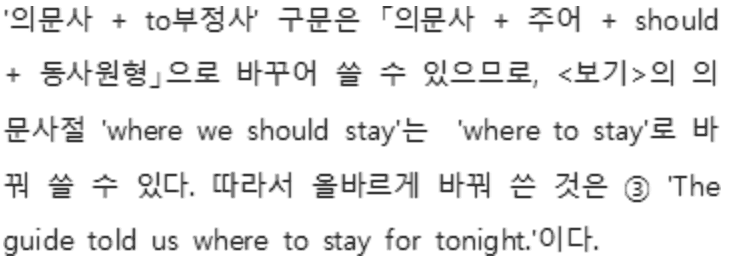 '의문사 + to부정사' 구문은 「의문사 + 주어 + should
+ 동사원형」으로 바꾸어 쓸 수 있으므로, <보기>의 의
문사절 'where we should stay'는 'where to stay'로 바
꿔 쓸 수 있다. 따라서 올바르게 바꿔 쓴 것은 ③ 'The
guide told us where to stay for tonight.'이다.